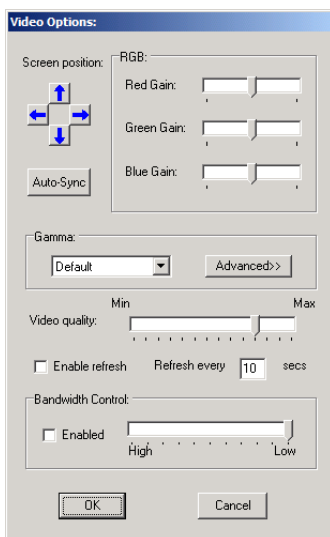 Video Options:
Screen position:
RGB:
Red Gain:
Green Gain:
Blue Gain:
Auto-Sync
Gamma:
Default
Advanced>>
Min Max
Video quality:
Enable refresh Refresh every 10 secs
Bandwidth Control:
Enabled
High Low
OK Cancel